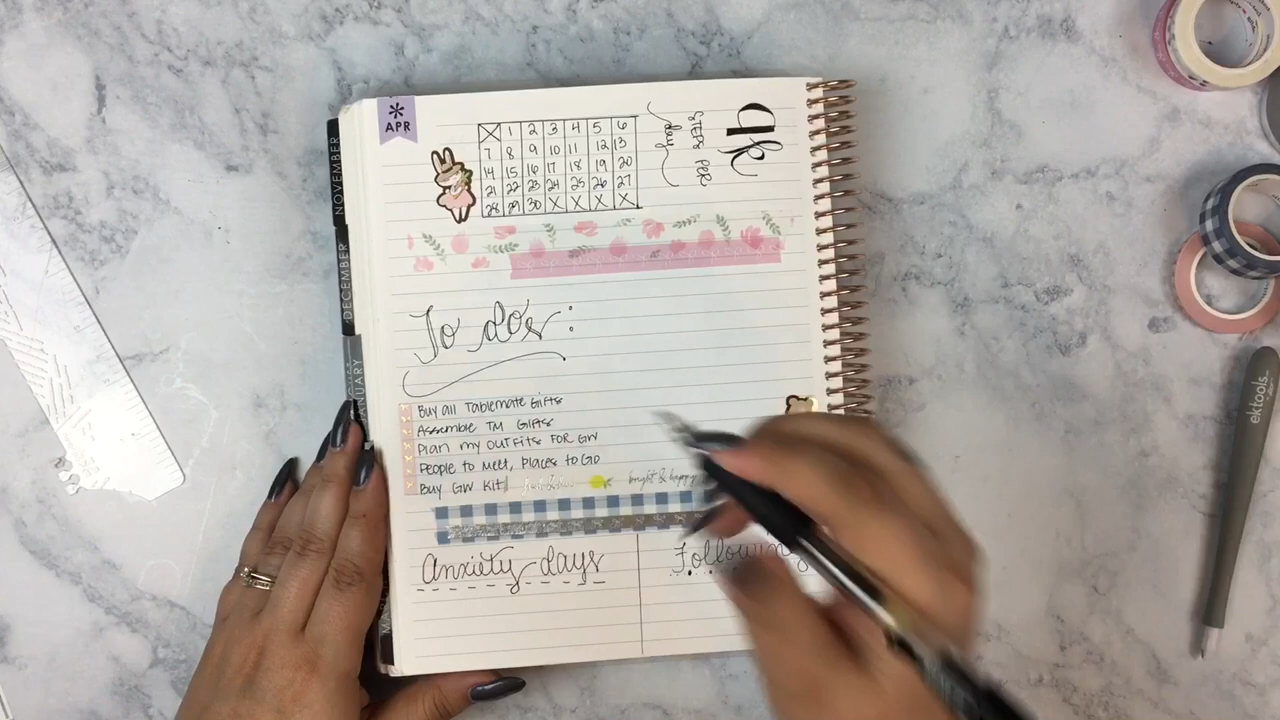 * APR
NOVEMBER
DECEMBER
JANUARY
1 2 3 4 5 6
7 8 9 10 11 12 13
14 15 16 17 18 19 20
21 22 23 24 25 26 27
28 29 30 X X X X
STEPS PER
day
To dos:
Buy all Tablemate Gifts
Assemble TM Gifts
Plan my outfits for GW
People to Meet, Places to Go
Buy GW Kit
bright & happy
Anxiety days
Following
ektools